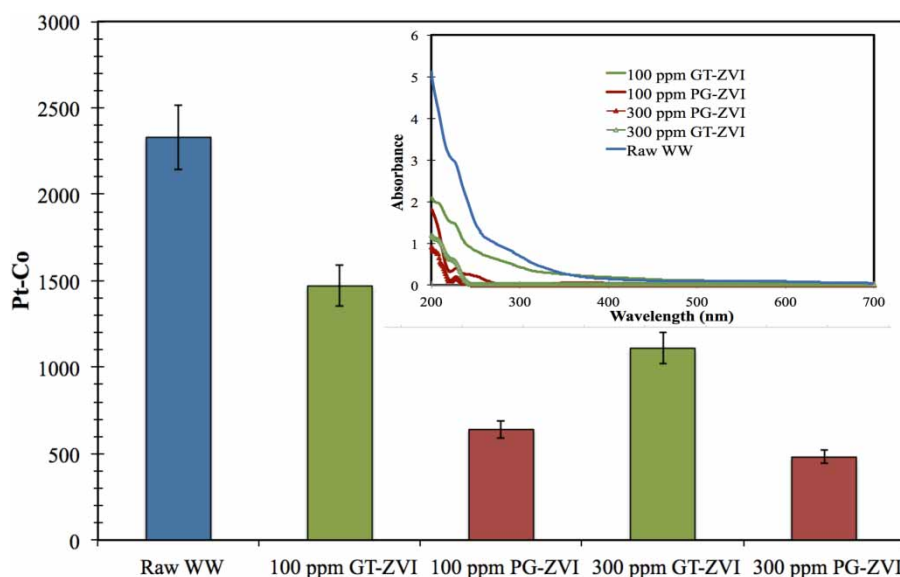 3000
2500
2000
1500
1000
500
0
Pt-Co
Raw WW
100 ppm GT-ZVI
100 ppm PG-ZVI
300 ppm GT-ZVI
300 ppm PG-ZVI
6
5
4
3
2
1
0
Absorbance
100 ppm GT-ZVI
100 ppm PG-ZVI
300 ppm PG-ZVI
300 ppm GT-ZVI
Raw WW
200 300 400 500 600 700
Wavelength (nm)